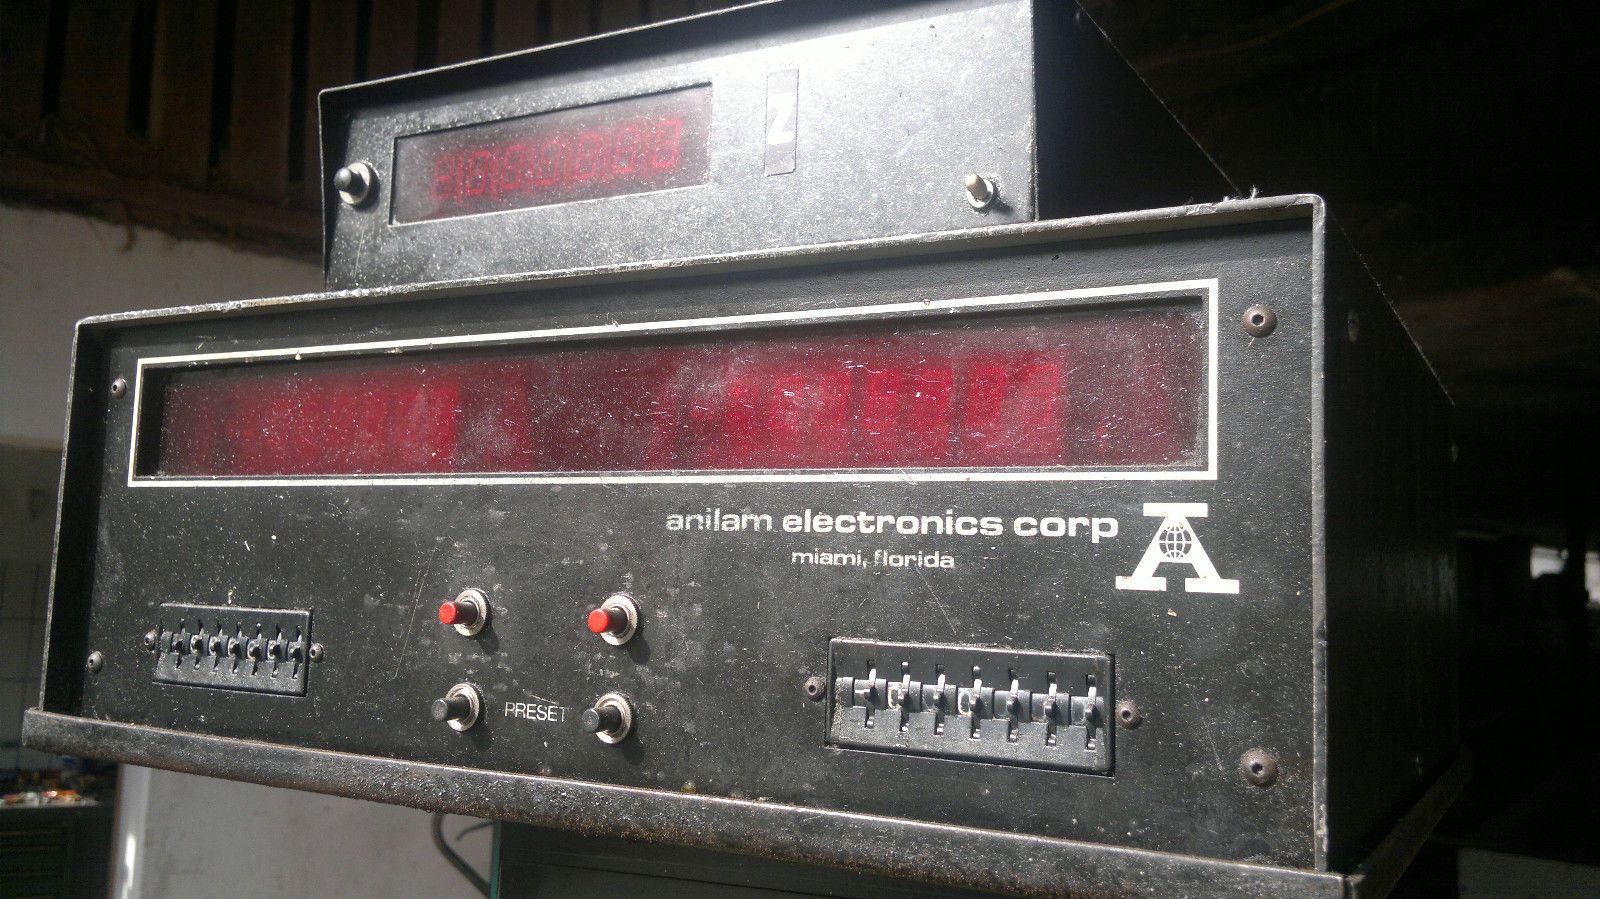 Z
anilam electronics corp
A
miami, florida
PRESET